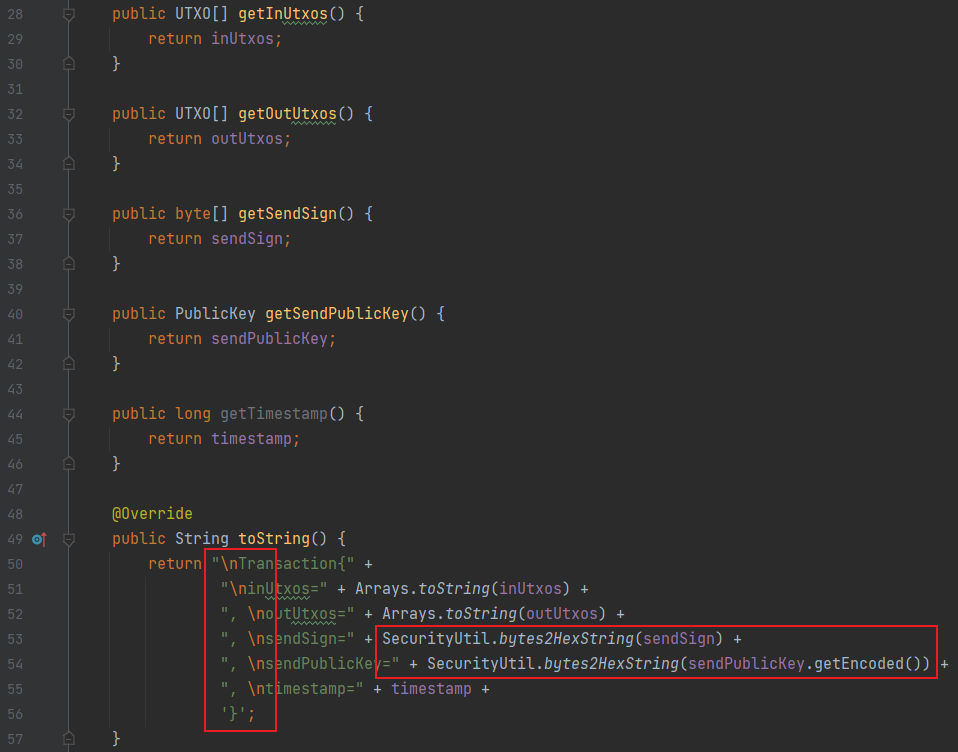 28 public UTXO[] getInUtxos() {
29 return inUtxos;
30 }
31
32 public UTXO[] getOutUtxos() {
33 return outUtxos;
34 }
35
36 public byte[] getSendSign() {
37 return sendSign;
38 }
39
40 public PublicKey getSendPublicKey() {
41 return sendPublicKey;
42 }
43
44 public long getTimestamp() {
45 return timestamp;
46 }
47
48 @Override
49 public String toString() {
50 return "\nTransaction{" +
51 "\ninUtxos=" + Arrays.toString(inUtxos) +
52 ", \noutUtxos=" + Arrays.toString(outUtxos) +
53 ", \nsendSign=" + SecurityUtil.bytes2HexString(sendSign) +
54 ", \nsendPublicKey=" + SecurityUtil.bytes2HexString(sendPublicKey.getEncoded()) +
55 ", \ntimestamp=" + timestamp +
56 '}';
57 }